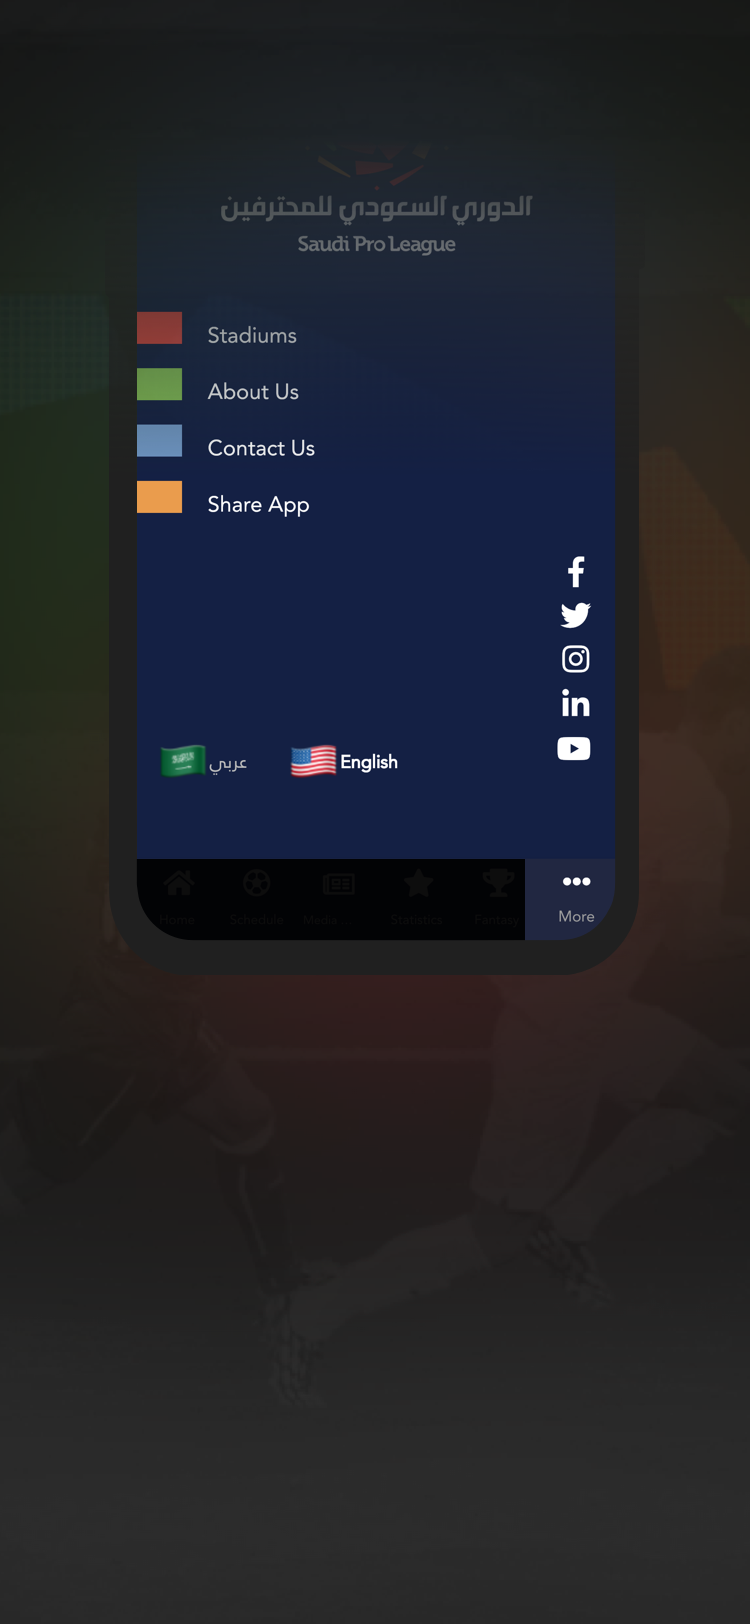 الدوري السعودي للمحترفين
Saudi Pro League
Stadiums
About Us
Contact Us
Share App
عربي
English
Home
Schedule
Media ...
Statistics
Fantasy
More